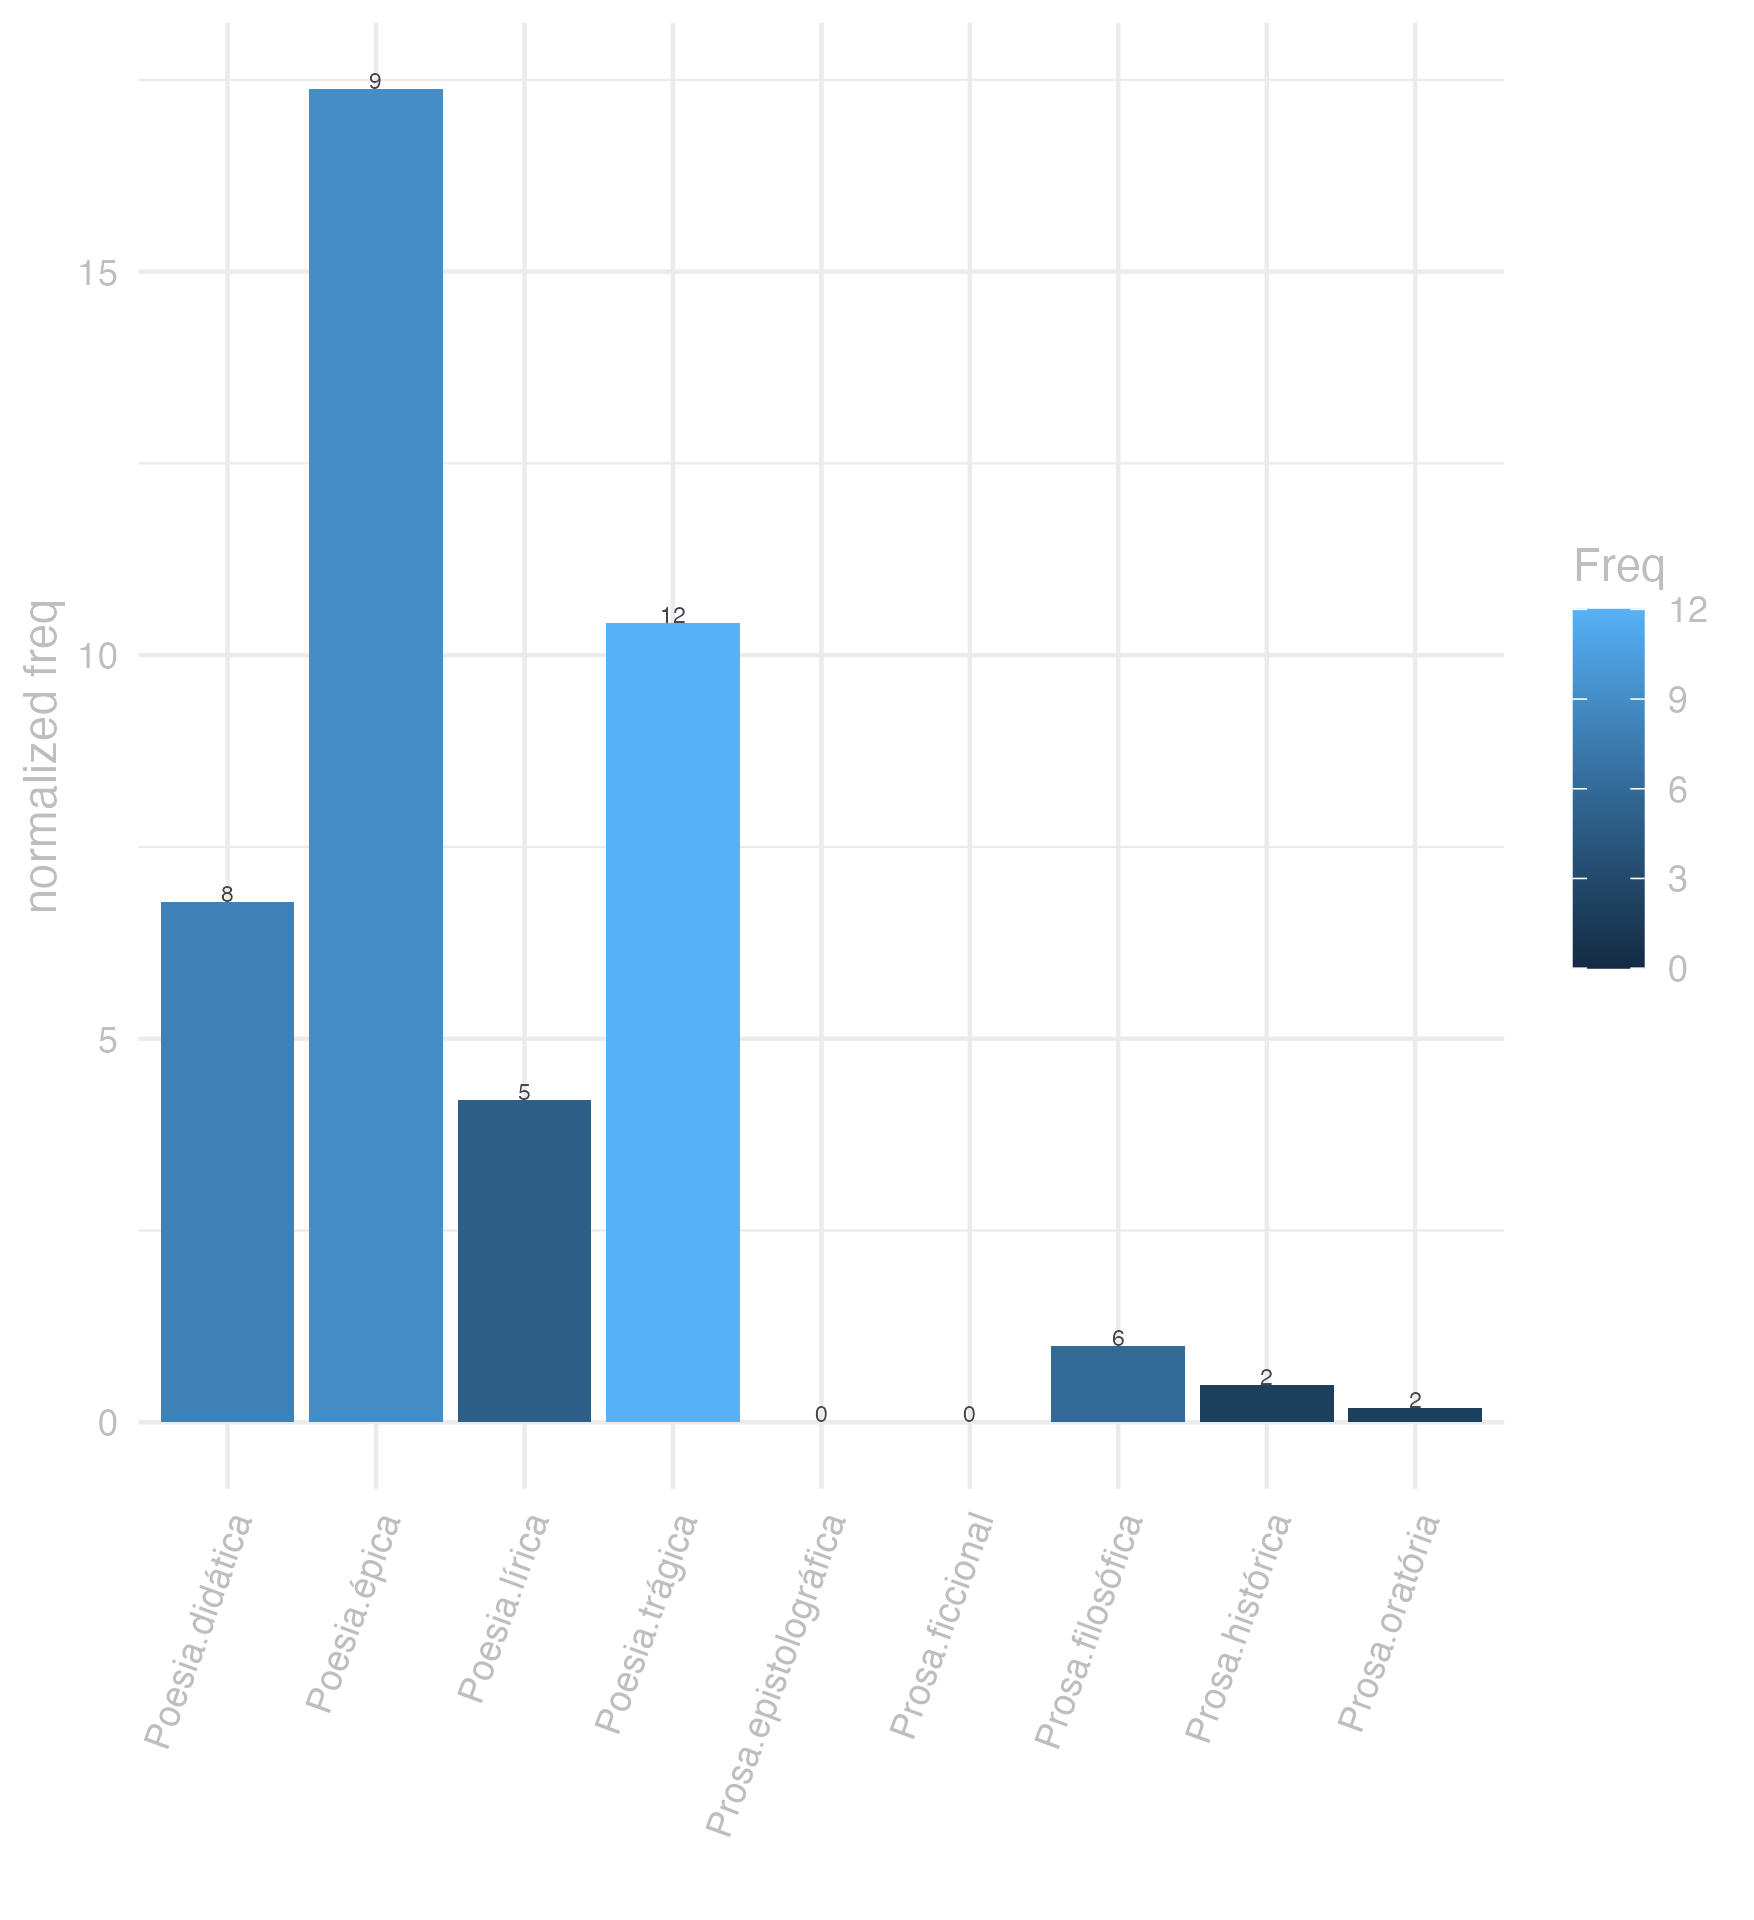 normalized freq
15
10
5
0
8
9
5
12
0
0
6
2
2
Poesia.didática
Poesia.épica
Poesia.lírica
Poesia.trágica
Prosa.epistolográfica
Prosa.ficcional
Prosa.filosófica
Prosa.histórica
Prosa.oratória
Freq
12
9
6
3
0